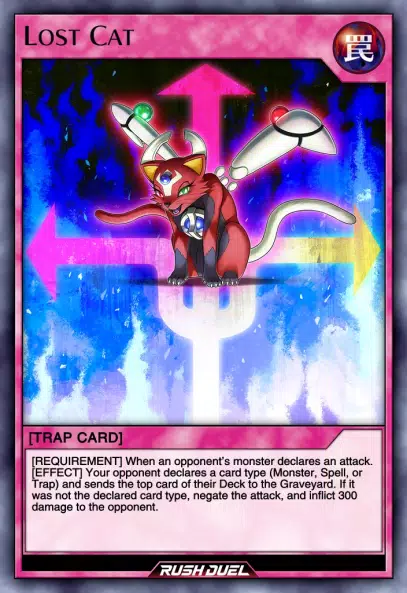 LOST CAT
罠
[TRAP CARD]
[REQUIREMENT] When an opponent's monster declares an attack.
[EFFECT] Your opponent declares a card type (Monster, Spell, or
Trap) and sends the top card of their Deck to the Graveyard. If it
was not the declared card type, negate the attack, and inflict 300
damage to the opponent.
RUSH DUEL